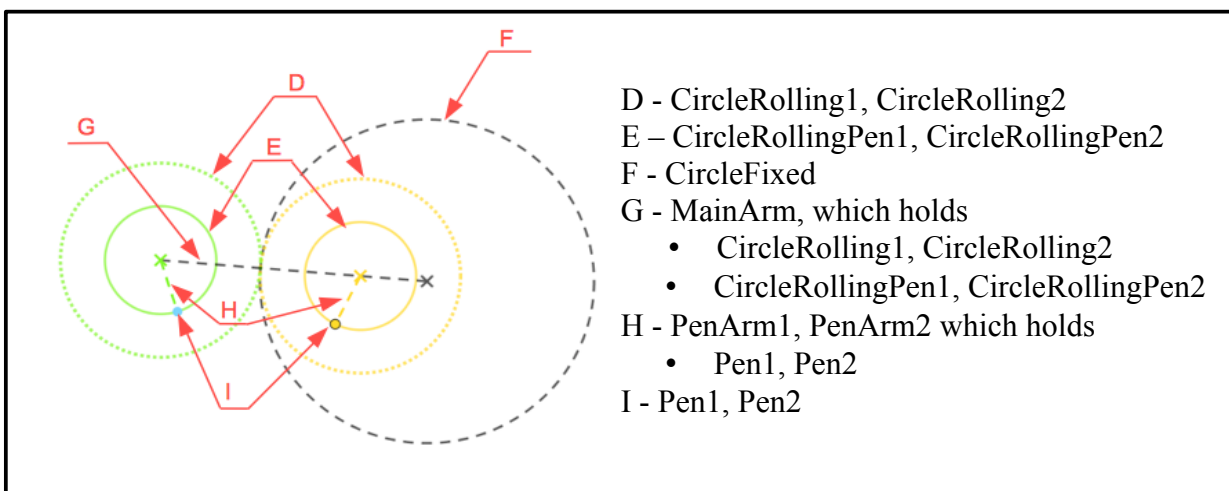 F
D
G
E
H
I
D - CircleRolling1, CircleRolling2
E – CircleRollingPen1, CircleRollingPen2
F - CircleFixed
G - MainArm, which holds
• CircleRolling1, CircleRolling2
• CircleRollingPen1, CircleRollingPen2
H - PenArm1, PenArm2 which holds
• Pen1, Pen2
I - Pen1, Pen2